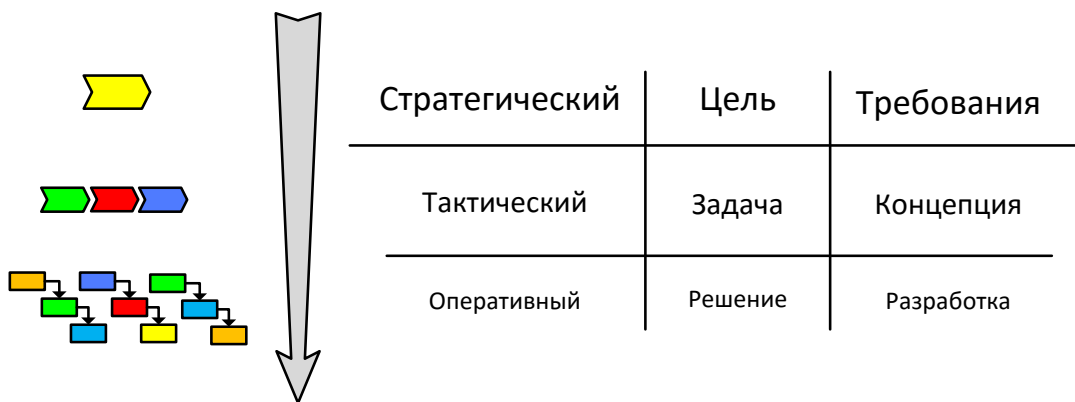 Стратегический Цель Требования
Тактический Задача Концепция
Оперативный Решение Разработка